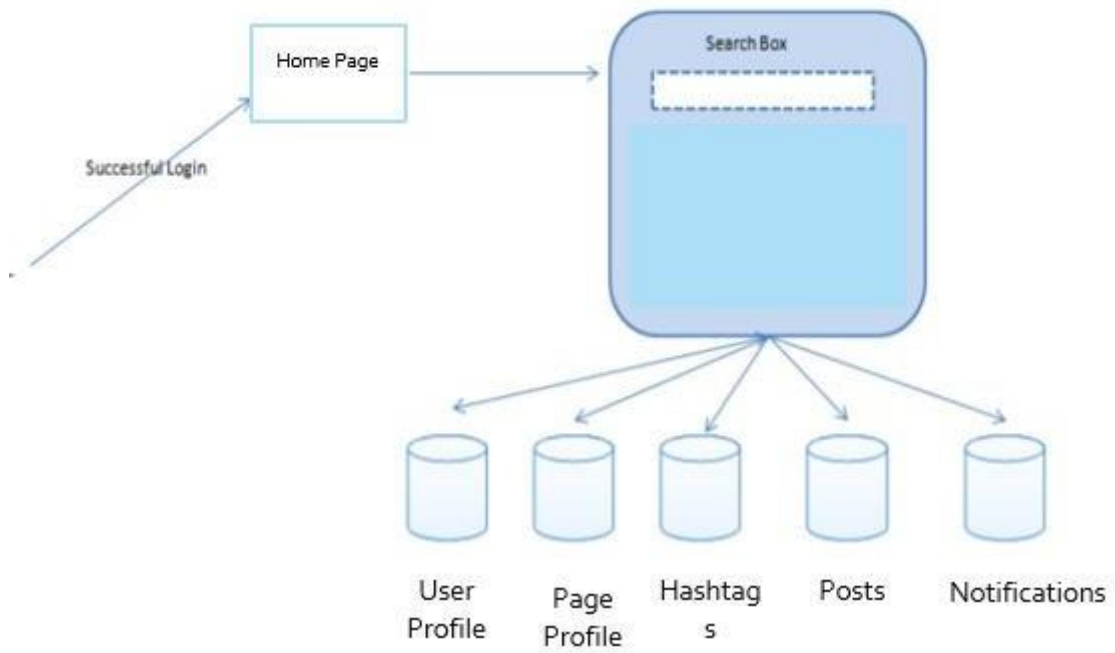 Search Box
Home Page
Successful Login
User
Profile
Page
Profile
Hashtag
s
Posts
Notifications